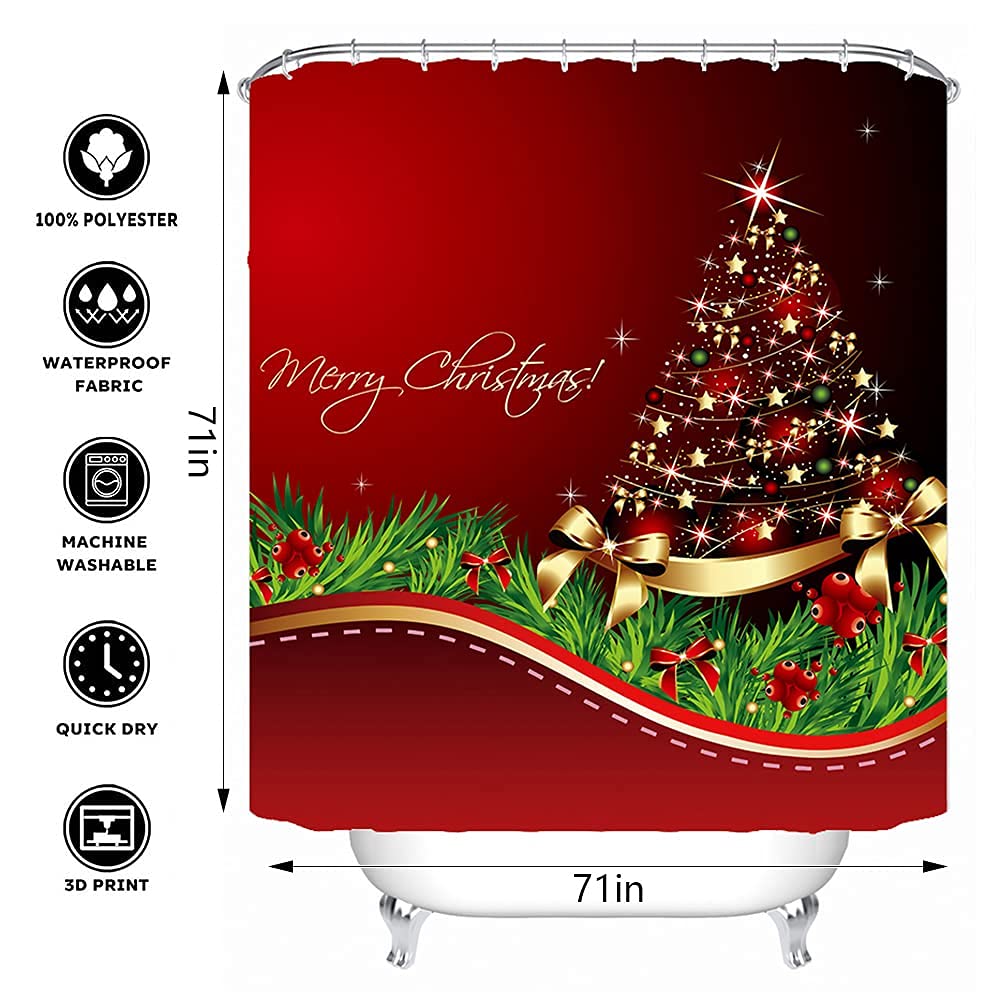 100% POLYESTER
WATERPROOF
FABRIC
MACHINE
WASHABLE
QUICK DRY
3D PRINT
71in
Merry Christmas!
71in